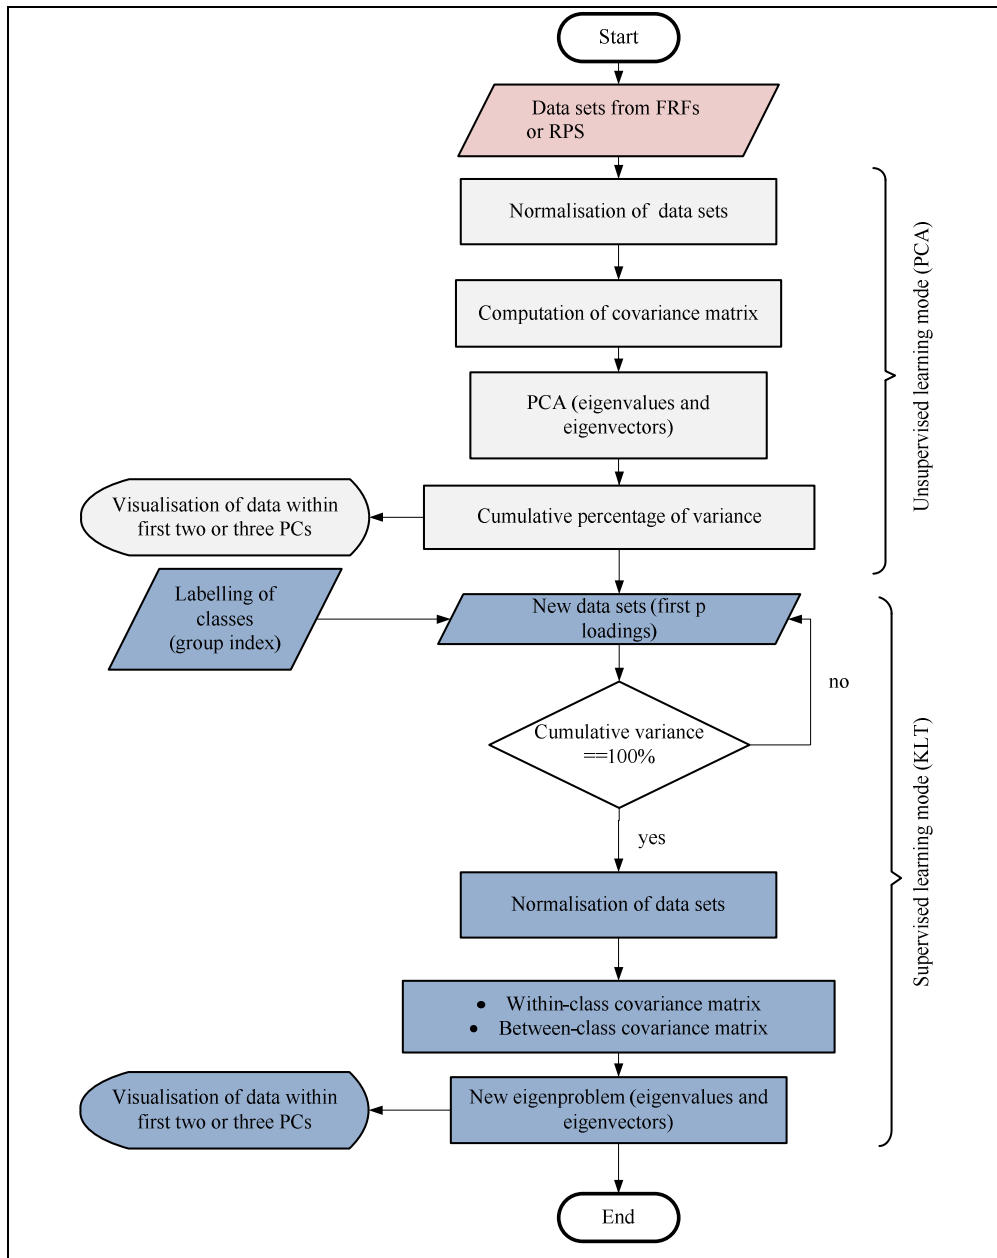 Start
Data sets from FRFs
or RPS
Normalisation of data sets
Computation of covariance matrix
PCA (eigenvalues and
eigenvectors)
Cumulative percentage of variance
Visualisation of data within
first two or three PCs
Unsupervised learning mode (PCA)
Labelling of
classes
(group index)
New data sets (first p
loadings)
no
Cumulative variance
==100%
yes
Normalisation of data sets
• Within-class covariance matrix
• Between-class covariance matrix
New eigenproblem (eigenvalues and
eigenvectors)
Visualisation of data within
first two or three PCs
Supervised learning mode (KLT)
End